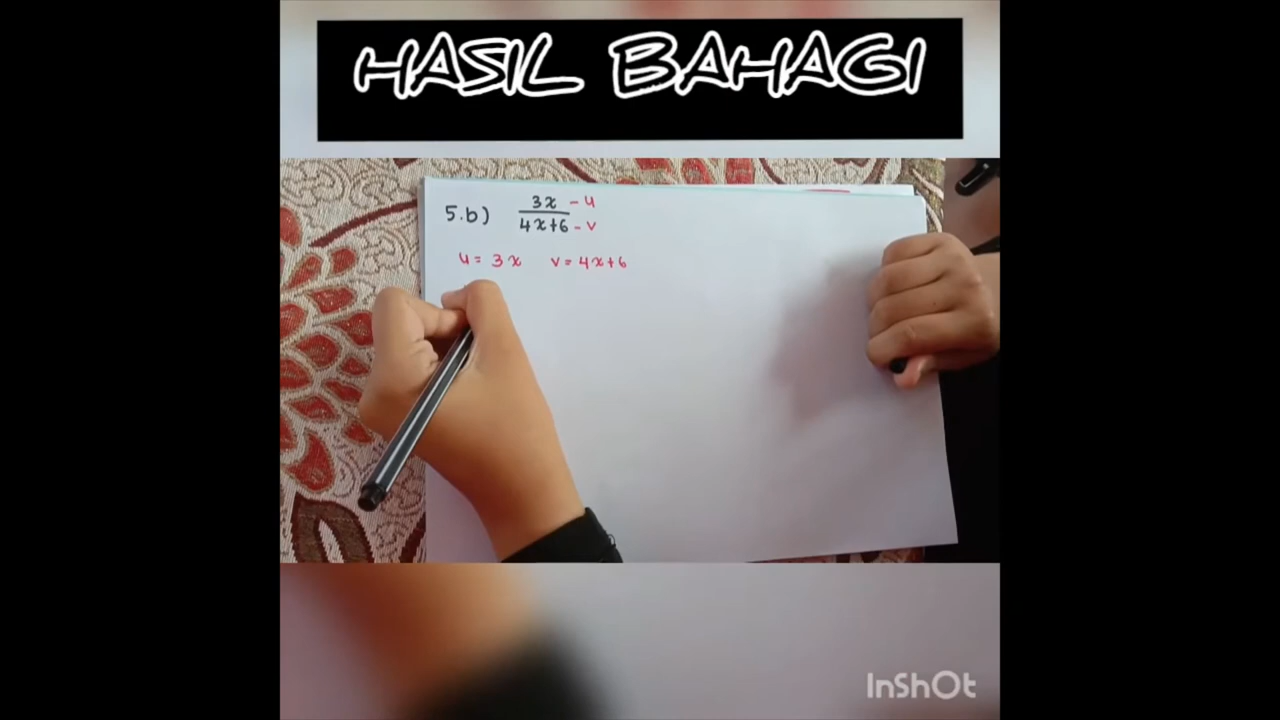 HASIL BAHAGI
5.b) 3x - u
4x+6 - v
u = 3x v = 4x+6
InShOt